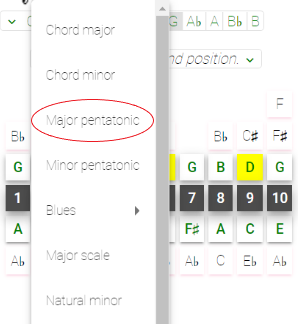 G A♭ A B♭ B
Chord major
Chord minor
nd position.
Major pentatonic
F
B♭ B♭ C♯ F♯
Minor pentatonic
G G B D G
1 7 8 9 10
Blues
A F♯ A C E
Major scale
A♭ A♭ C E♭ A♭
Natural minor